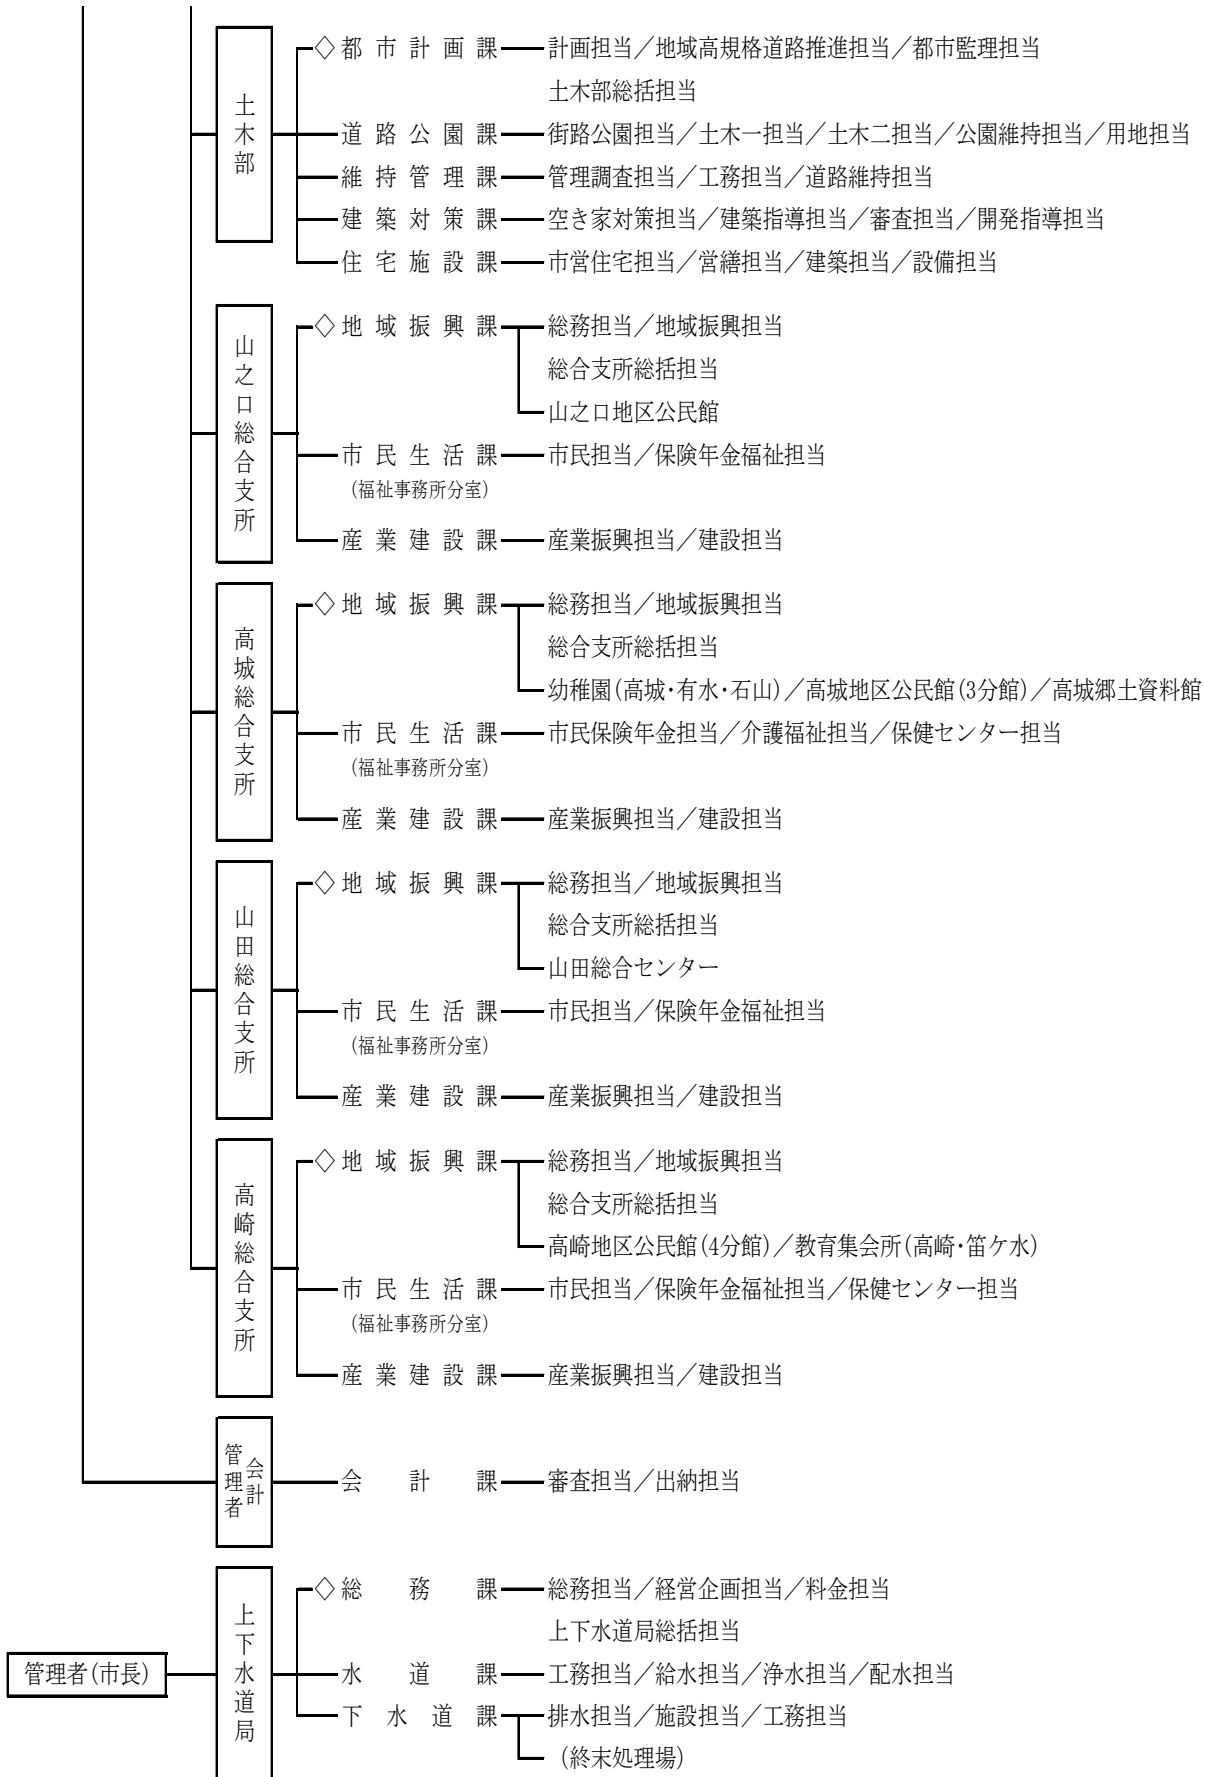 土木部
◇都市計画課 計画担当／地域高規格道路推進担当／都市監理担当
土木部総括担当
道路公園課 街路公園担当／土木一担当／土木二担当／公園維持担当／用地担当
維持管理課 管理調査担当／工務担当／道路維持担当
建築対策課 空き家対策担当／建築指導担当／審査担当／開発指導担当
住宅施設課 市営住宅担当／営繕担当／建築担当／設備担当
山之口総合支所
◇地域振興課 総務担当／地域振興担当
総合支所総括担当
山之口地区公民館
市民生活課 市民担当／保険年金福祉担当
(福祉事務所分室)
産業建設課 産業振興担当／建設担当
高城総合支所
◇地域振興課 総務担当／地域振興担当
総合支所総括担当
幼稚園(高城・有水・石山)／高城地区公民館(3分館)／高城郷土資料館
市民生活課 市民保険年金担当／介護福祉担当／保健センター担当
(福祉事務所分室)
産業建設課 産業振興担当／建設担当
山田総合支所
◇地域振興課 総務担当／地域振興担当
総合支所総括担当
山田総合センター
市民生活課 市民担当／保険年金福祉担当
(福祉事務所分室)
産業建設課 産業振興担当／建設担当
高崎総合支所
◇地域振興課 総務担当／地域振興担当
総合支所総括担当
高崎地区公民館(4分館)／教育集会所(高崎・笛ケ水)
市民生活課 市民担当／保険年金福祉担当／保健センター担当
(福祉事務所分室)
産業建設課 産業振興担当／建設担当
会計
管理者
会計課 審査担当／出納担当
管理者(市長)
上下水道局
◇総務課 総務担当／経営企画担当／料金担当
上下水道局総括担当
水道課 工務担当／給水担当／浄水担当／配水担当
下水道課 排水担当／施設担当／工務担当
(終末処理場)